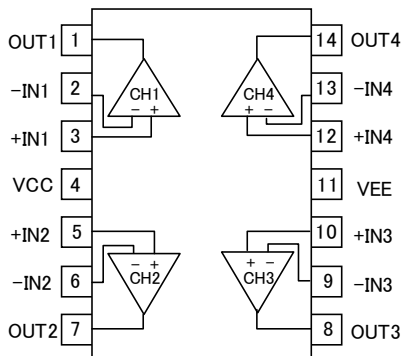 OUT1 1 14 OUT4
−IN1 2 CH1 CH4 13 −IN4
− + + −
+IN1 3 12 +IN4
VCC 4 11 VEE
+IN2 5 10 +IN3
− + + −
−IN2 6 CH2 CH3 9 −IN3
OUT2 7 8 OUT3